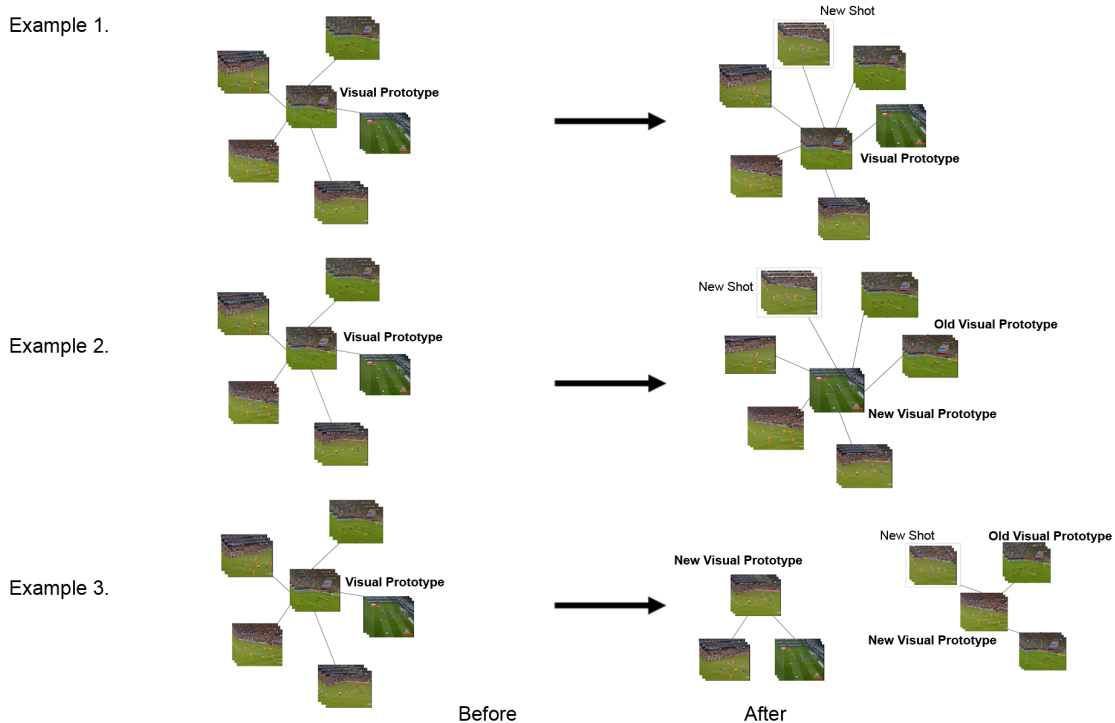 Example 1.
Visual Prototype
New Shot
Visual Prototype
Example 2.
Visual Prototype
New Shot
Old Visual Prototype
New Visual Prototype
Example 3.
Visual Prototype
New Visual Prototype
New Shot
Old Visual Prototype
New Visual Prototype
Before
After